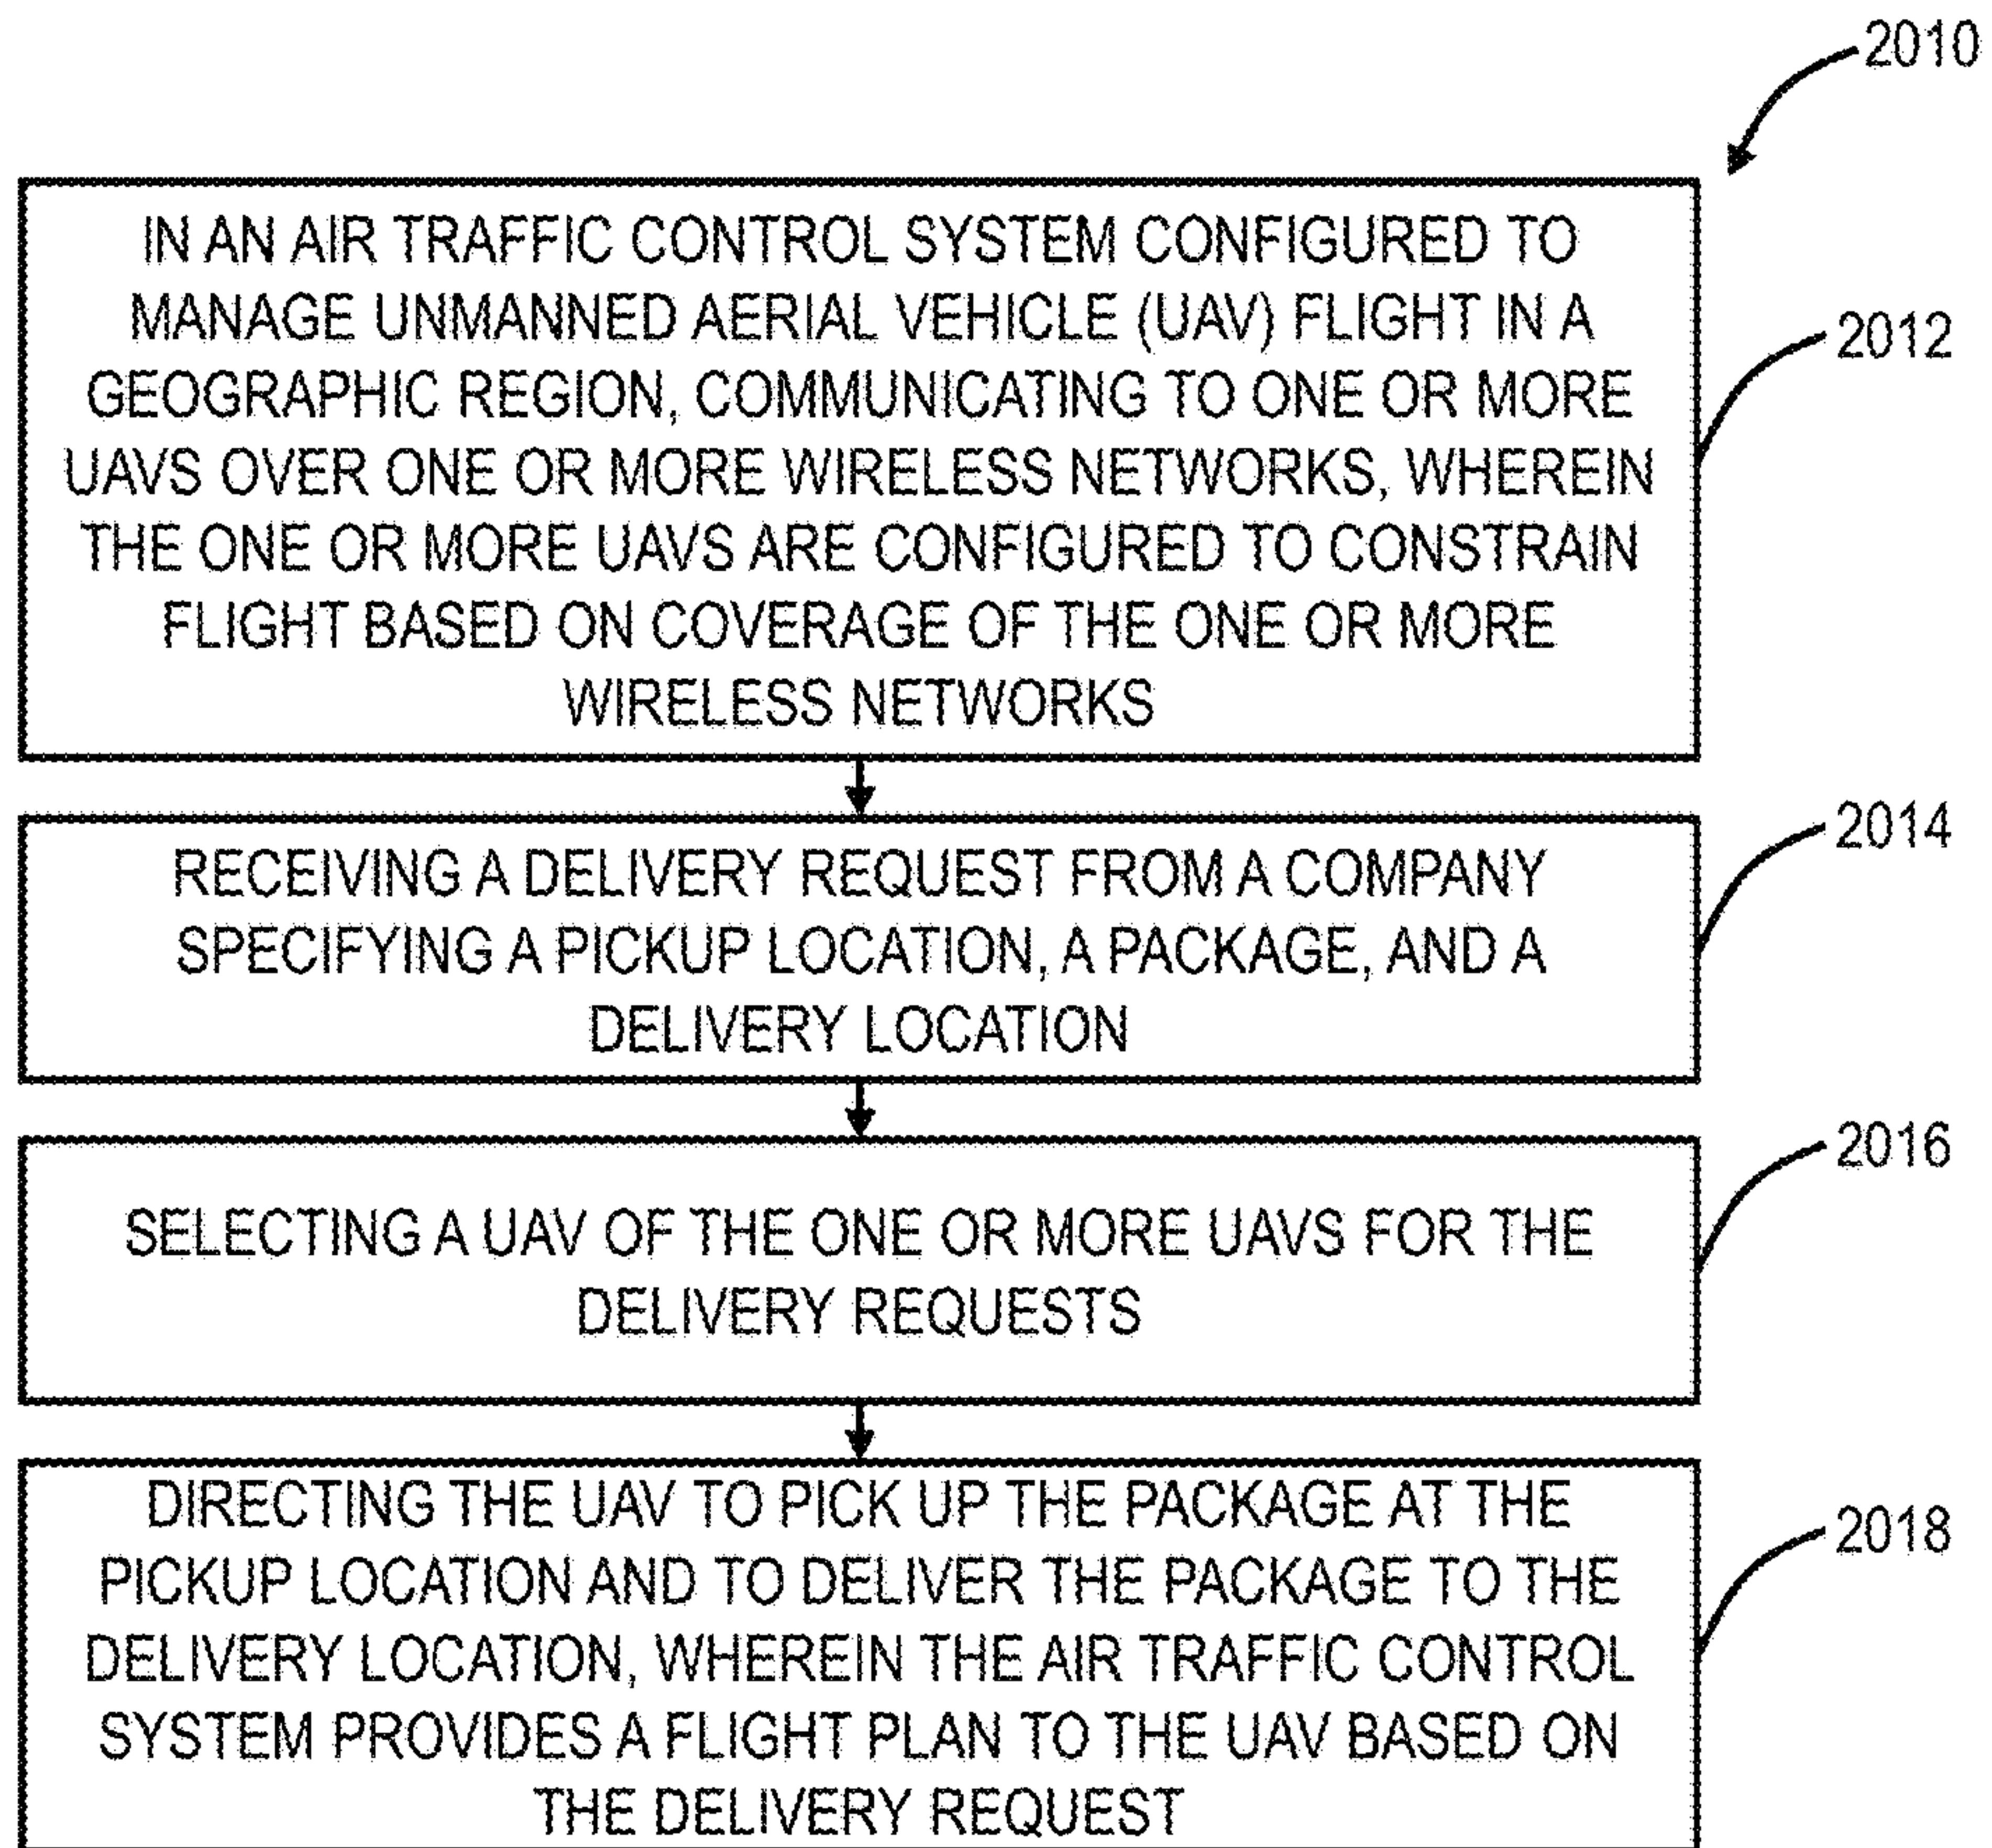 2010
IN AN AIR TRAFFIC CONTROL SYSTEM CONFIGURED TO
MANAGE UNMANNED AERIAL VEHICLE (UAV) FLIGHT IN A
GEOGRAPHIC REGION, COMMUNICATING TO ONE OR MORE
UAVS OVER ONE OR MORE WIRELESS NETWORKS, WHEREIN
THE ONE OR MORE UAVS ARE CONFIGURED TO CONSTRAIN
FLIGHT BASED ON COVERAGE OF THE ONE OR MORE
WIRELESS NETWORKS
2012
RECEIVING A DELIVERY REQUEST FROM A COMPANY
SPECIFYING A PICKUP LOCATION, A PACKAGE, AND A
DELIVERY LOCATION
2014
SELECTING A UAV OF THE ONE OR MORE UAVS FOR THE
DELIVERY REQUESTS
2016
DIRECTING THE UAV TO PICK UP THE PACKAGE AT THE
PICKUP LOCATION AND TO DELIVER THE PACKAGE TO THE
DELIVERY LOCATION, WHEREIN THE AIR TRAFFIC CONTROL
SYSTEM PROVIDES A FLIGHT PLAN TO THE UAV BASED ON
THE DELIVERY REQUEST
2018